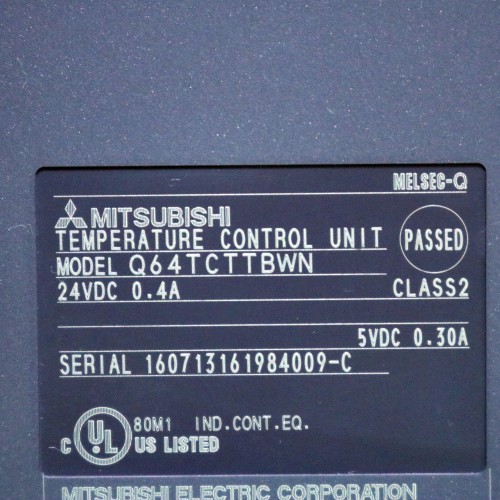 MELSEC-Q
MITSUBISHI
TEMPERATURE CONTROL UNIT
PASSED
MODEL Q64TCTTBWN
24VDC 0.4A CLASS2
5VDC 0.30A
SERIAL 160713161984009-C
80M1 IND.CONT.EQ.
C UL US LISTED
MITSUBISHI ELECTRIC CORPORATION